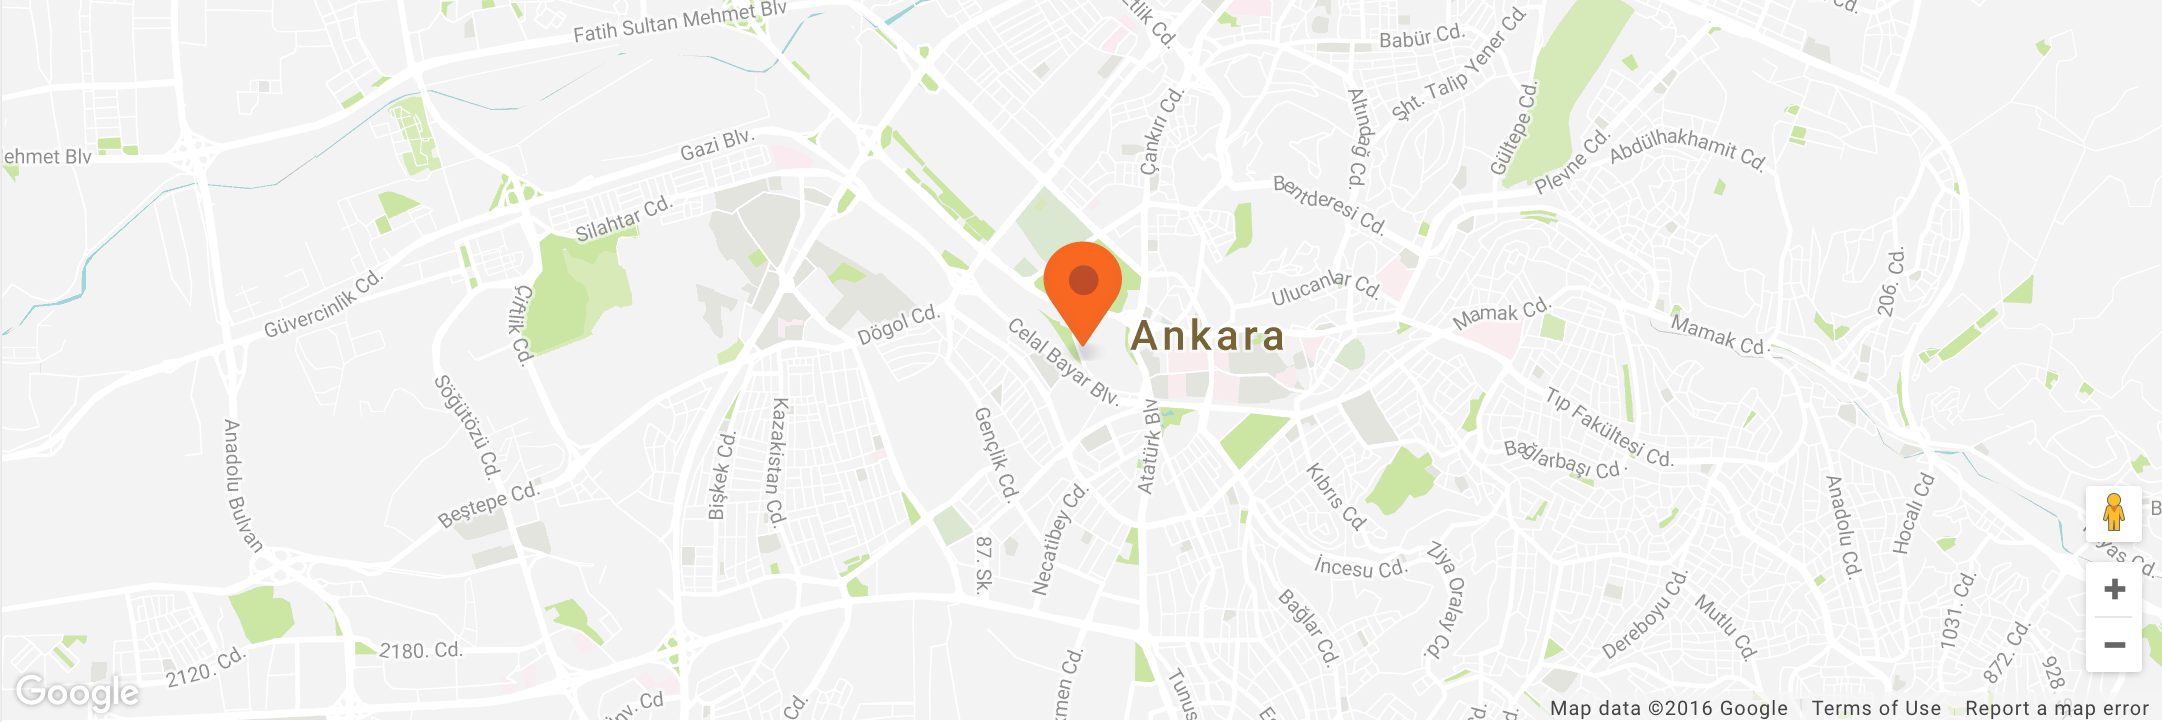 Fatih Sultan Mehmet Blv
Babür Cd.
Şht. Talip Yener Cd.
Altındağ Cd.
Çankırı Cd.
Gültepe Cd.
Plevne Cd.
Abdülhakhamit Cd.
ehmet Blv
Gazi Blv.
Silahtar Cd.
Bentderesi Cd.
Güvercinlik Cd.
Çiftlik Cd.
Dögol Cd.
Celal Bayar Blv.
Ankara
Ulucanlar Cd.
Mamak Cd.
Mamak Cd.
206. Cd.
Söğütözü Cd.
Anadolu Bulvarı
Beştepe Cd.
Bişkek Cd.
Kazakistan Cd.
Gençlik Cd.
Atatürk Blv
Necatibey Cd.
87. Sk.
Kıbrıs Cd
Tıp Fakültesi Cd.
Bağlarbaşı Cd.
Anadolu Cd.
Hocalı Cd
B
İncesu Cd.
Ziya Oralay Cd.
Bağlar Cd.
Dereboyu Cd.
Mutlu Cd.
1031. Cd.
872. Cd.
928.
2120. Cd.
2180. Cd.
Cd.
kmen Cd.
Tunus
Google
Map data ©2016 Google
Terms of Use
Report a map error